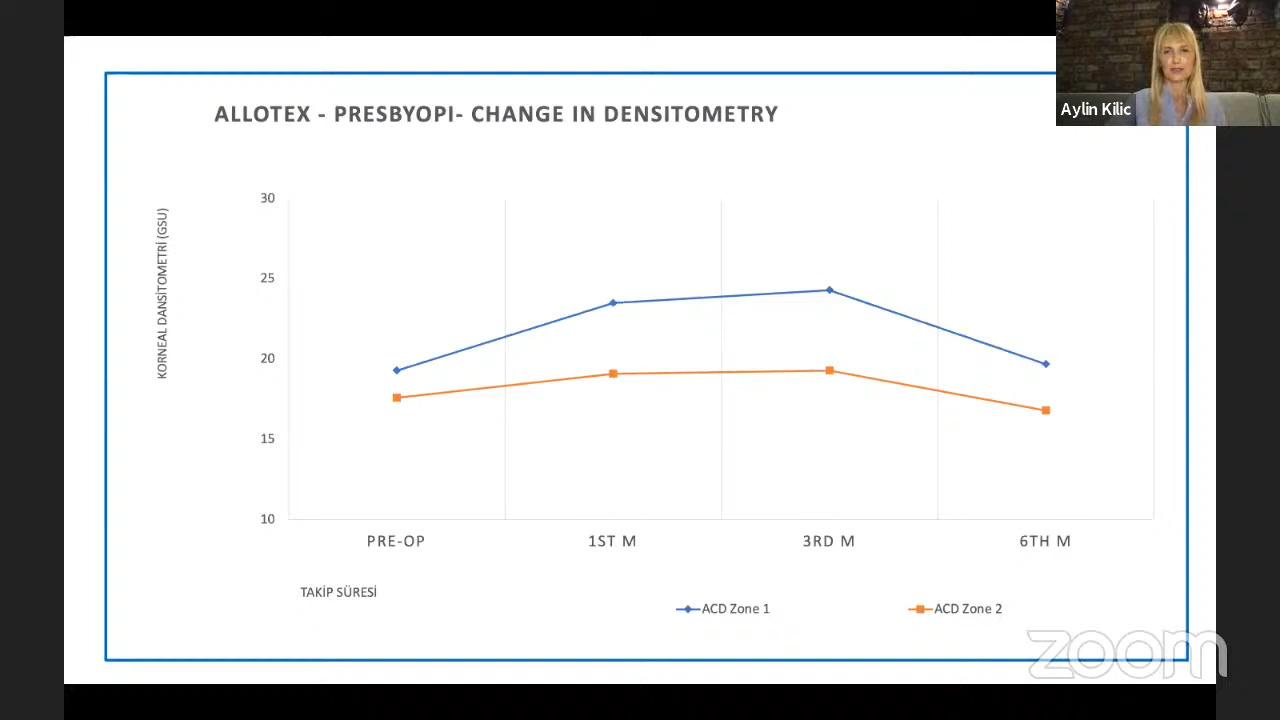 Aylin Kilic
ALLOTEX - PRESBYOPI- CHANGE IN DENSITOMETRY
KORNEAL DANSİTOMETRİ (GSU)
30
25
20
15
10
PRE-OP 1ST M 3RD M 6TH M
TAKİP SÜRESİ
ACD Zone 1 ACD Zone 2
zoom